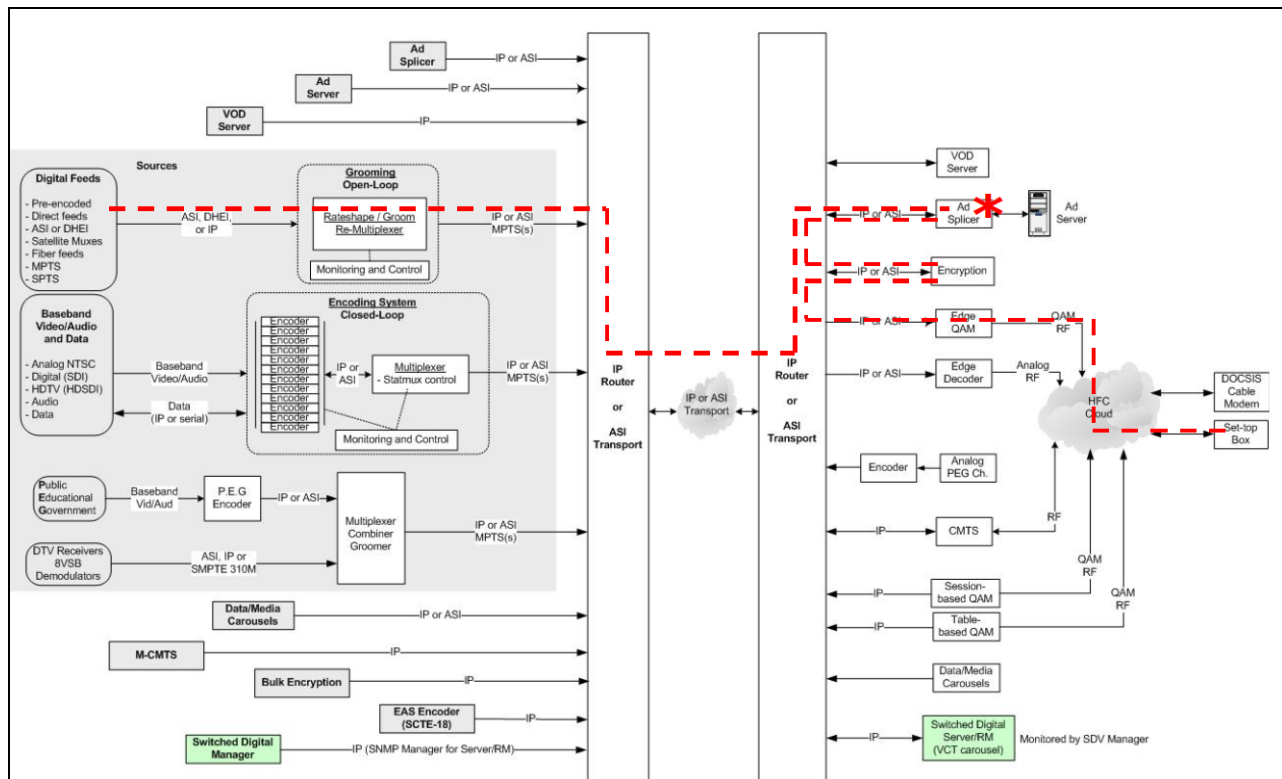 Ad
Splicer
IP or ASI
Ad
Server
IP or ASI
VOD
Server
IP
Sources
Digital Feeds
- Pre-encoded
- Direct feeds
- ASI or DHEI
- Satellite Muxes
- Fiber feeds
- MPTS
- SPTS
ASI, DHEI,
or IP
Grooming
Open-Loop
Rateshape / Groom
Re-Multiplexer
Monitoring and Control
IP or ASI
MPTS(s)
Baseband
Video/Audio
and Data
- Analog NTSC
- Digital (SDI)
- HDTV (HDSDI)
- Audio
- Data
Baseband
Video/Audio
Data
(IP or serial)
Encoding System
Closed-Loop
Encoder
Encoder
Encoder
Encoder
Encoder
Encoder
Encoder
Encoder
Encoder
Encoder
Encoder
Encoder
IP or
ASI
Multiplexer
- Statmux control
Monitoring and Control
IP or ASI
MPTS(s)
Public
Educational
Government
Baseband
Vid/Aud
P.E.G
Encoder
IP or ASI
DTV Receivers
8VSB
Demodulators
ASI, IP or
SMPTE 310M
Multiplexer
Combiner
Groomer
IP or ASI
MPTS(s)
Data/Media
Carousels
IP or ASI
M-CMTS
IP
Bulk Encryption
IP
EAS Encoder
(SCTE-18)
IP
Switched Digital
Manager
IP (SNMP Manager for Server/RM)
IP
Router
or
ASI
Transport
IP or ASI
Transport
IP
Router
or
ASI
Transport
VOD
Server
IP or ASI
Ad
Splicer
Ad
Server
IP or ASI
Encryption
IP or ASI
Edge
QAM
QAM
RF
IP or ASI
Edge
Decoder
Analog
RF
HFC
Cloud
DOCSIS
Cable
Modem
Set-top
Box
Encoder
Analog
PEG Ch.
IP
CMTS
RF
IP
Session-
based QAM
QAM
RF
IP
Table-
based QAM
QAM
RF
Data/Media
Carousels
IP
Switched Digital
Server/RM
(VCT carousel)
Monitored by SDV Manager